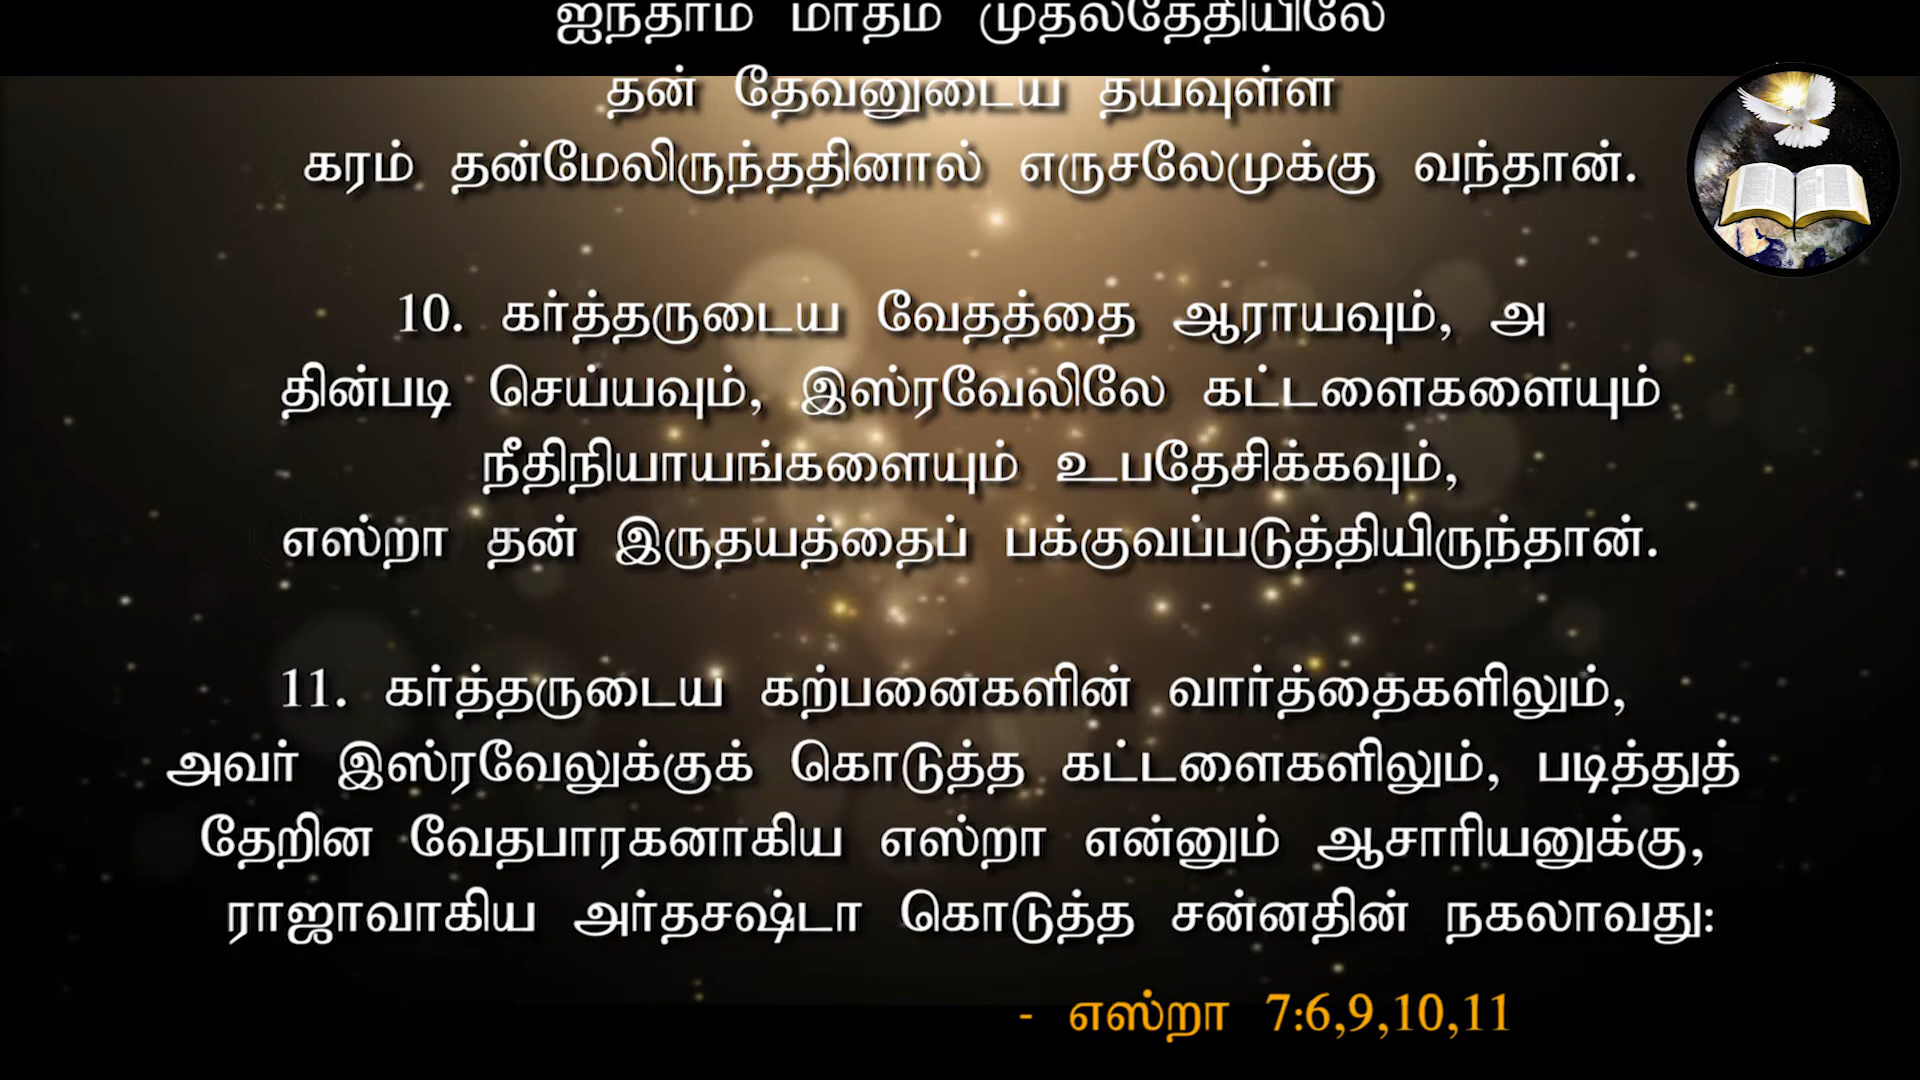 ஐந்தாம் மாதம் முதல்தேதியிலே
தன் தேவனுடைய தயவுள்ள
கரம் தன்மேலிருந்ததினால் எருசலேமுக்கு வந்தான்.
10. கர்த்தருடைய வேதத்தை ஆராயவும், அ
தின்படி செய்யவும், இஸ்ரவேலிலே கட்டளைகளையும்
நீதிநியாயங்களையும் உபதேசிக்கவும்,
எஸ்றா தன் இருதயத்தைப் பக்குவப்படுத்தியிருந்தான்.
11. கர்த்தருடைய கற்பனைகளின் வார்த்தைகளிலும்,
அவர் இஸ்ரவேலுக்குக் கொடுத்த கட்டளைகளிலும், படித்துத்
தேறின வேதபாரகனாகிய எஸ்றா என்னும் ஆசாரியனுக்கு,
ராஜாவாகிய அர்தசஷ்டா கொடுத்த சன்னதின் நகலாவது:
- எஸ்றா 7:6,9,10,11